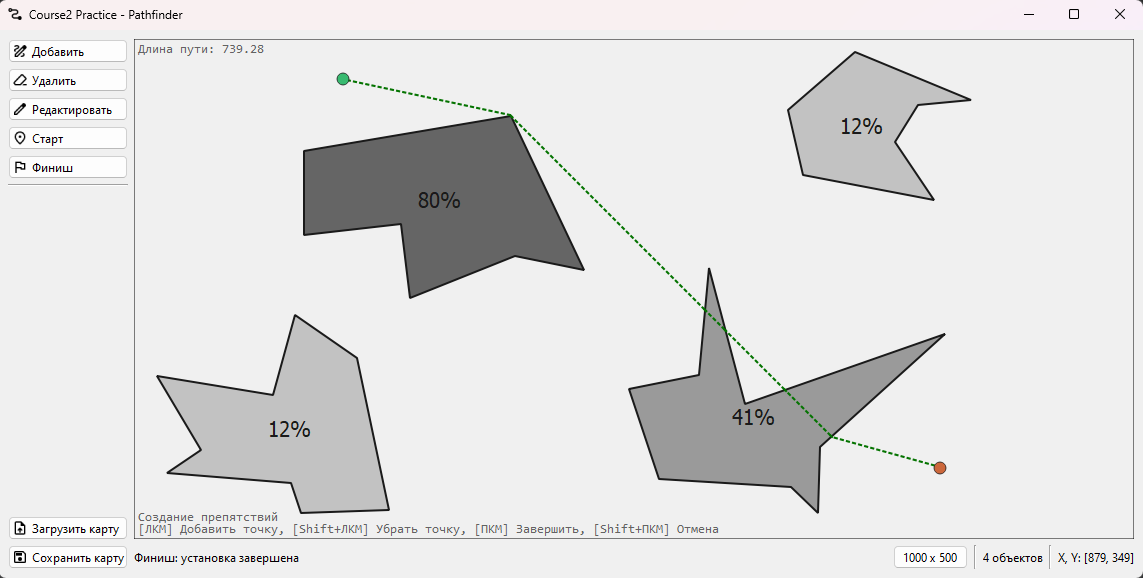 Course2 Practice - Pathfinder
Добавить
Удалить
Редактировать
Старт
Финиш
Длина пути: 739.28
12%
80%
41%
12%
Создание препятствий
[ЛКМ] Добавить точку, [Shift+ЛКМ] Убрать точку, [ПКМ] Завершить, [Shift+ПКМ] Отмена
Загрузить карту
Сохранить карту
Финиш: установка завершена
1000 x 500
4 объектов
X, Y: [879, 349]